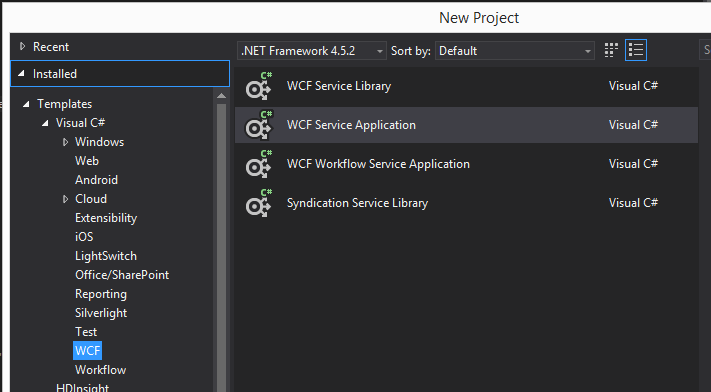 New Project
Recent
Installed
Templates
Visual C#
Windows
Web
Android
Cloud
Extensibility
iOS
LightSwitch
Office/SharePoint
Reporting
Silverlight
Test
WCF
Workflow
HDInsight
.NET Framework 4.5.2 Sort by: Default
C# WCF Service Library Visual C#
C# WCF Service Application Visual C#
C# WCF Workflow Service Application Visual C#
C# Syndication Service Library Visual C#